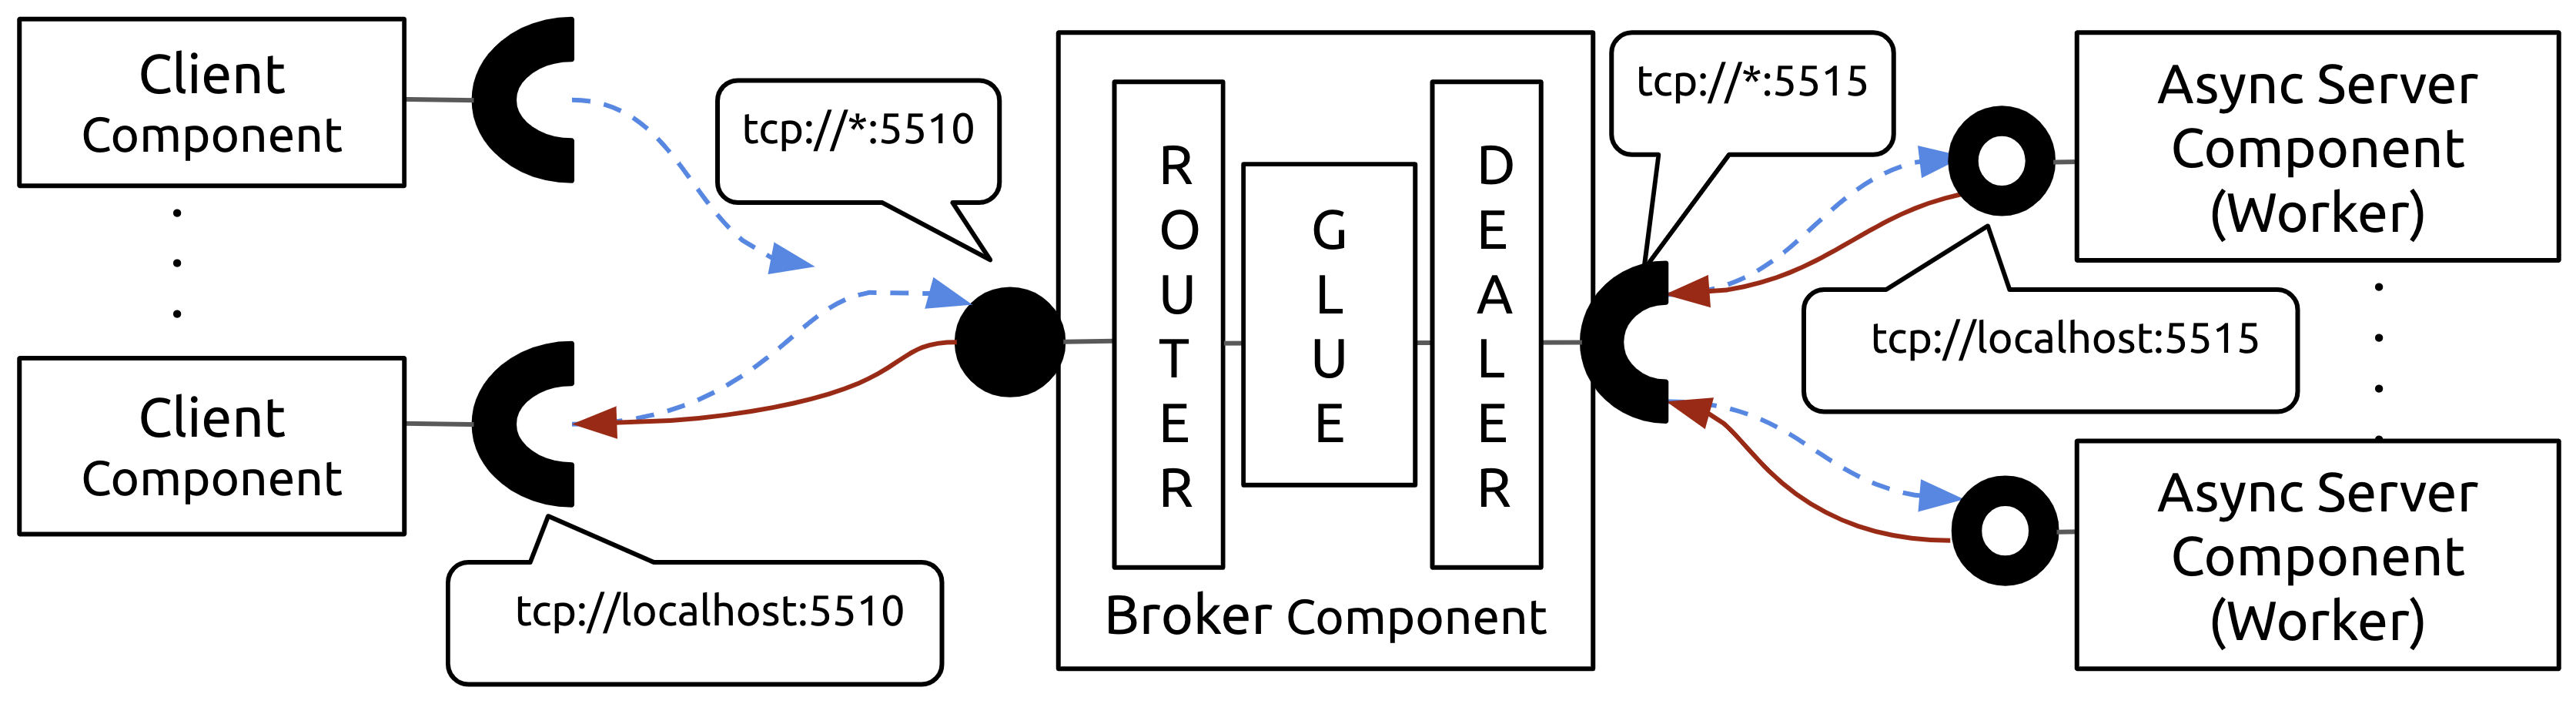 Client
Component
Client
Component
tcp://localhost:5510
tcp://*:5510
ROUTER
GLUE
DEALER
Broker Component
tcp://*:5515
tcp://localhost:5515
Async Server
Component
(Worker)
Async Server
Component
(Worker)